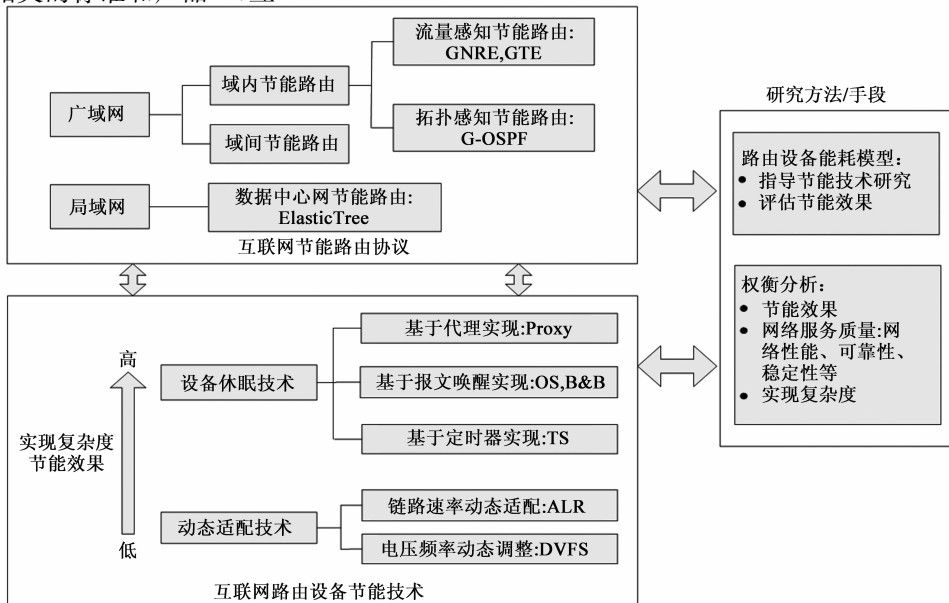 流量感知节能路由:
GNRE,GTE
域内节能路由
广域网
拓扑感知节能路由:
G-OSPF
域间节能路由
局域网
数据中心网节能路由:
ElasticTree
互联网节能路由协议
研究方法/手段
路由设备能耗模型:
● 指导节能技术研究
● 评估节能效果
权衡分析:
● 节能效果
● 网络服务质量:网
络性能、可靠性、
稳定性等
● 实现复杂度
基于代理实现:Proxy
高
设备休眠技术
基于报文唤醒实现:OS,B&B
实现复杂度
节能效果
基于定时器实现:TS
链路速率动态适配:ALR
动态适配技术
低
电压频率动态调整:DVFS
互联网路由设备节能技术